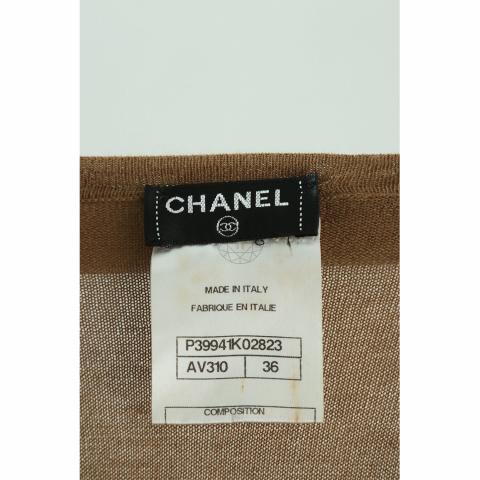 CHANEL
MADE IN ITALY
FABRIQUE EN ITALIE
P39941K02823
AV310 36
COMPOSITION